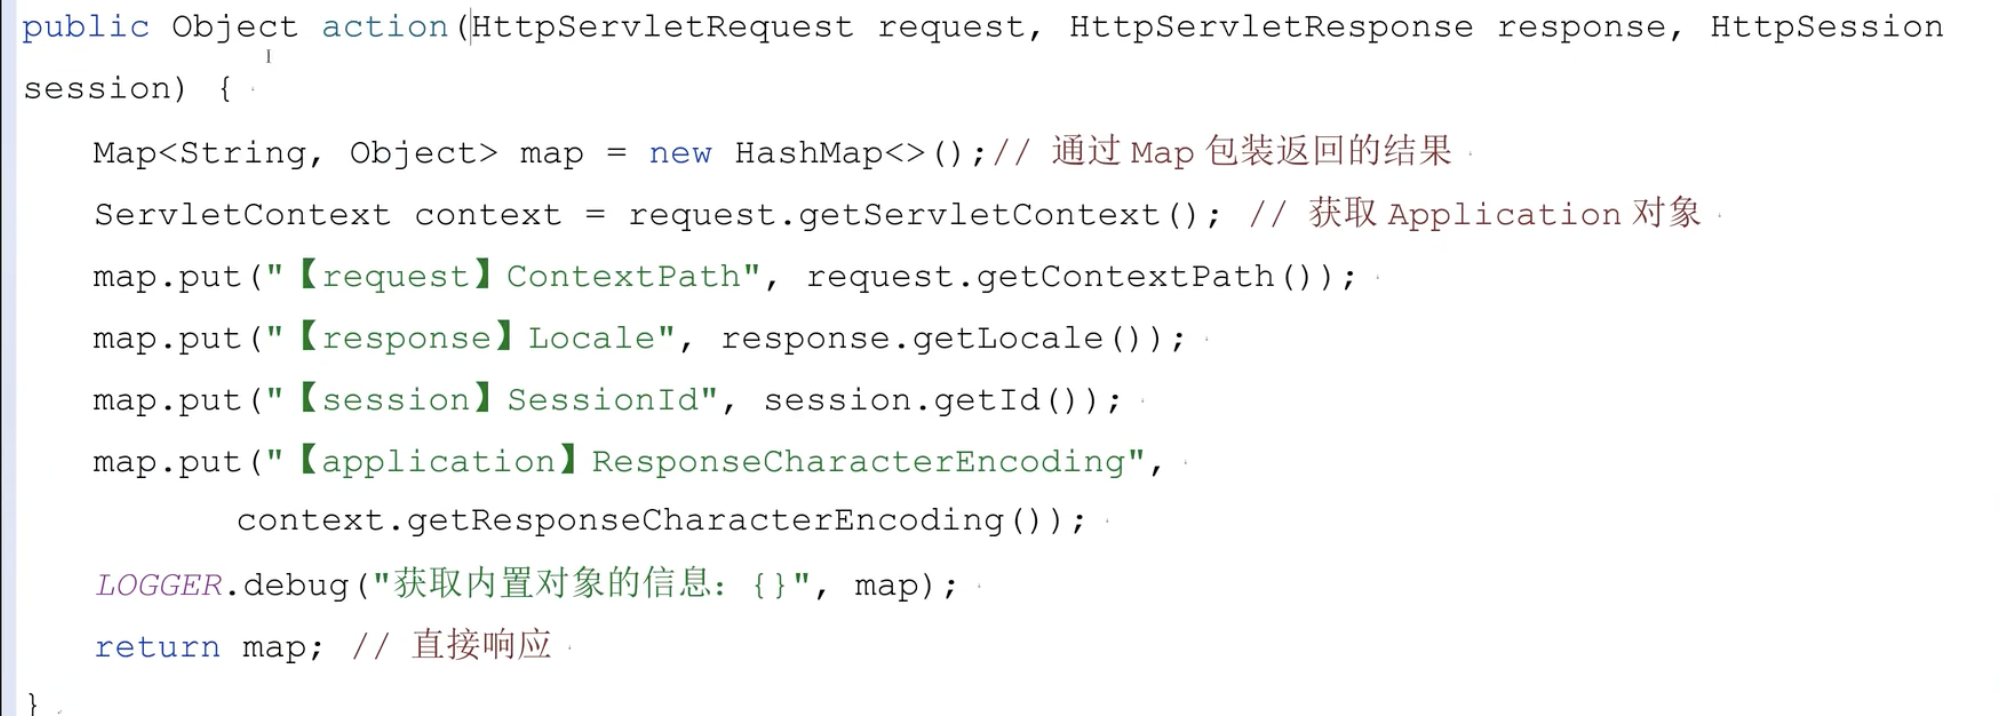 public Object action(HttpServletRequest request, HttpServletResponse response, HttpSession
session) {
Map<String, Object> map = new HashMap<>();// 通过 Map 包装返回的结果
ServletContext context = request.getServletContext(); // 获取 Application 对象
map.put("【request】ContextPath", request.getContextPath());
map.put("【response】Locale", response.getLocale());
map.put("【session】SessionId", session.getId());
map.put("【application】ResponseCharacterEncoding",
context.getResponseCharacterEncoding());
LOGGER.debug("获取内置对象的信息：{}", map);
return map; // 直接响应
}